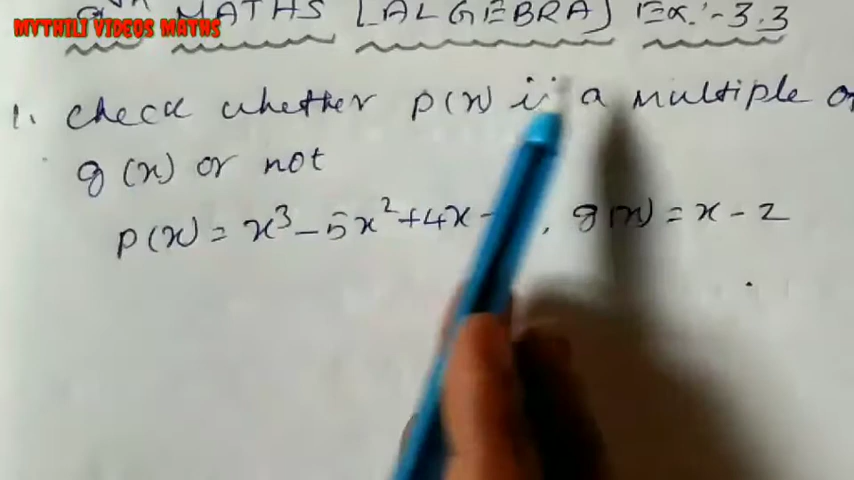 MYTHILI VIDEOS MATHS
MATHS [ALGEBRA] Ex:-3.3
1. check whether p(x) is a multiple of
g(x) or not
p(x) = x³ - 5x² + 4x - , g(x) = x - 2